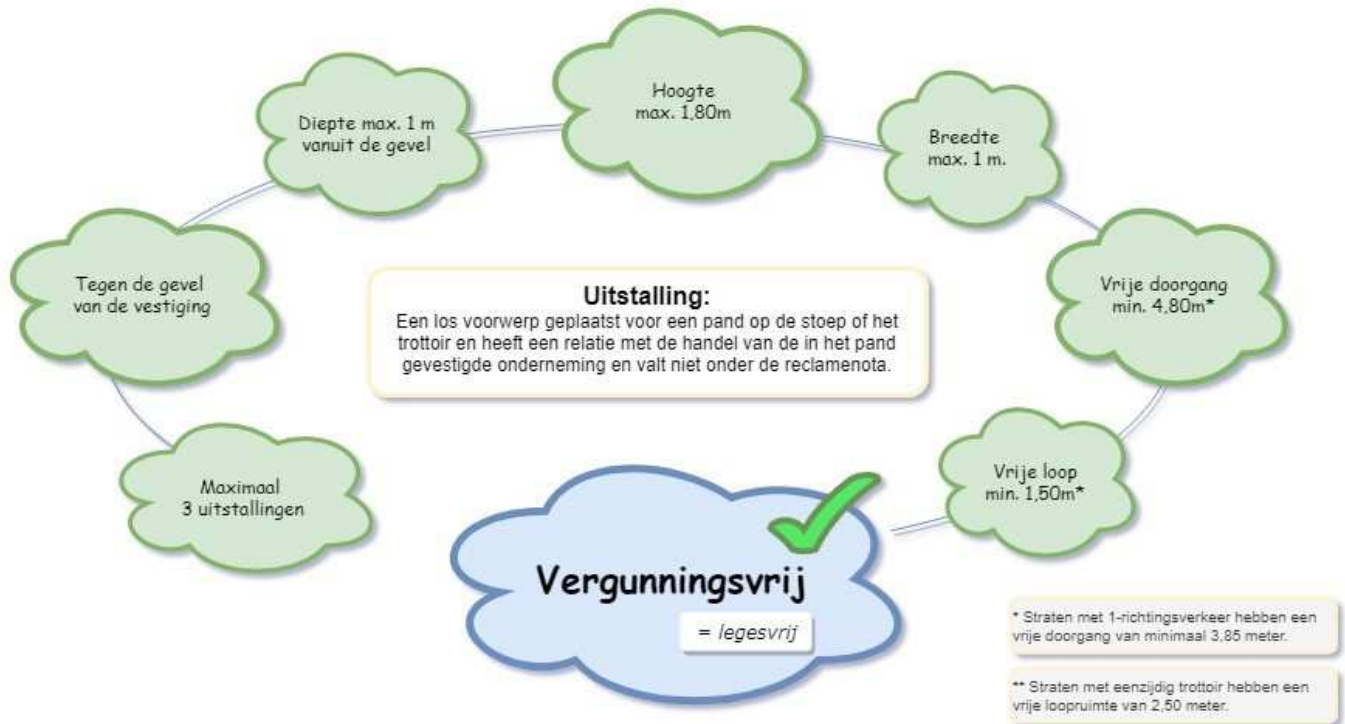 Hoogte
max. 1,80m
Diepte max. 1 m
vanuit de gevel
Breedte
max. 1 m.
Tegen de gevel
van de vestiging
Vrije doorgang
min. 4,80m*
Uitstalling:
Een los voorwerp geplaatst voor een pand op de stoep of het
trottoir en heeft een relatie met de handel van de in het pand
gevestigde onderneming en valt niet onder de reclamenota.
Maximaal
3 uitstallingen
Vrije loop
min. 1,50m*
Vergunningsvrij
= legesvrij
* Straten met 1-richtingsverkeer hebben een
vrije doorgang van minimaal 3,85 meter.
** Straten met eenzijdig trottoir hebben een
vrije loopruimte van 2,50 meter.